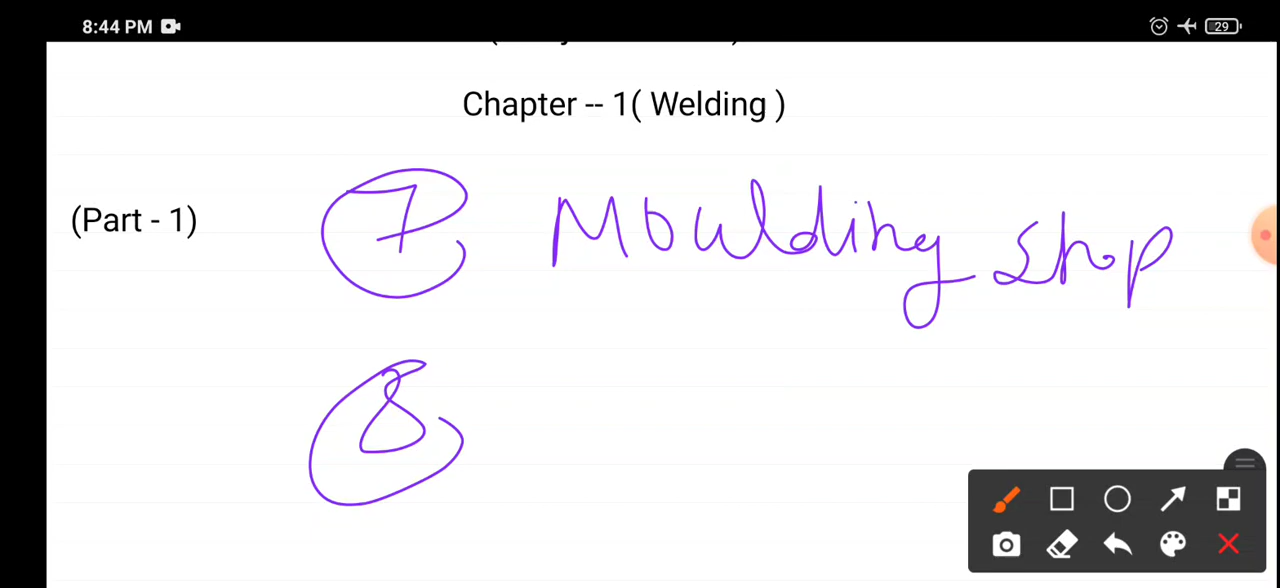 8:44 PM
29
Chapter -- 1( Welding )
(Part - 1)
7 Moulding Shop
8